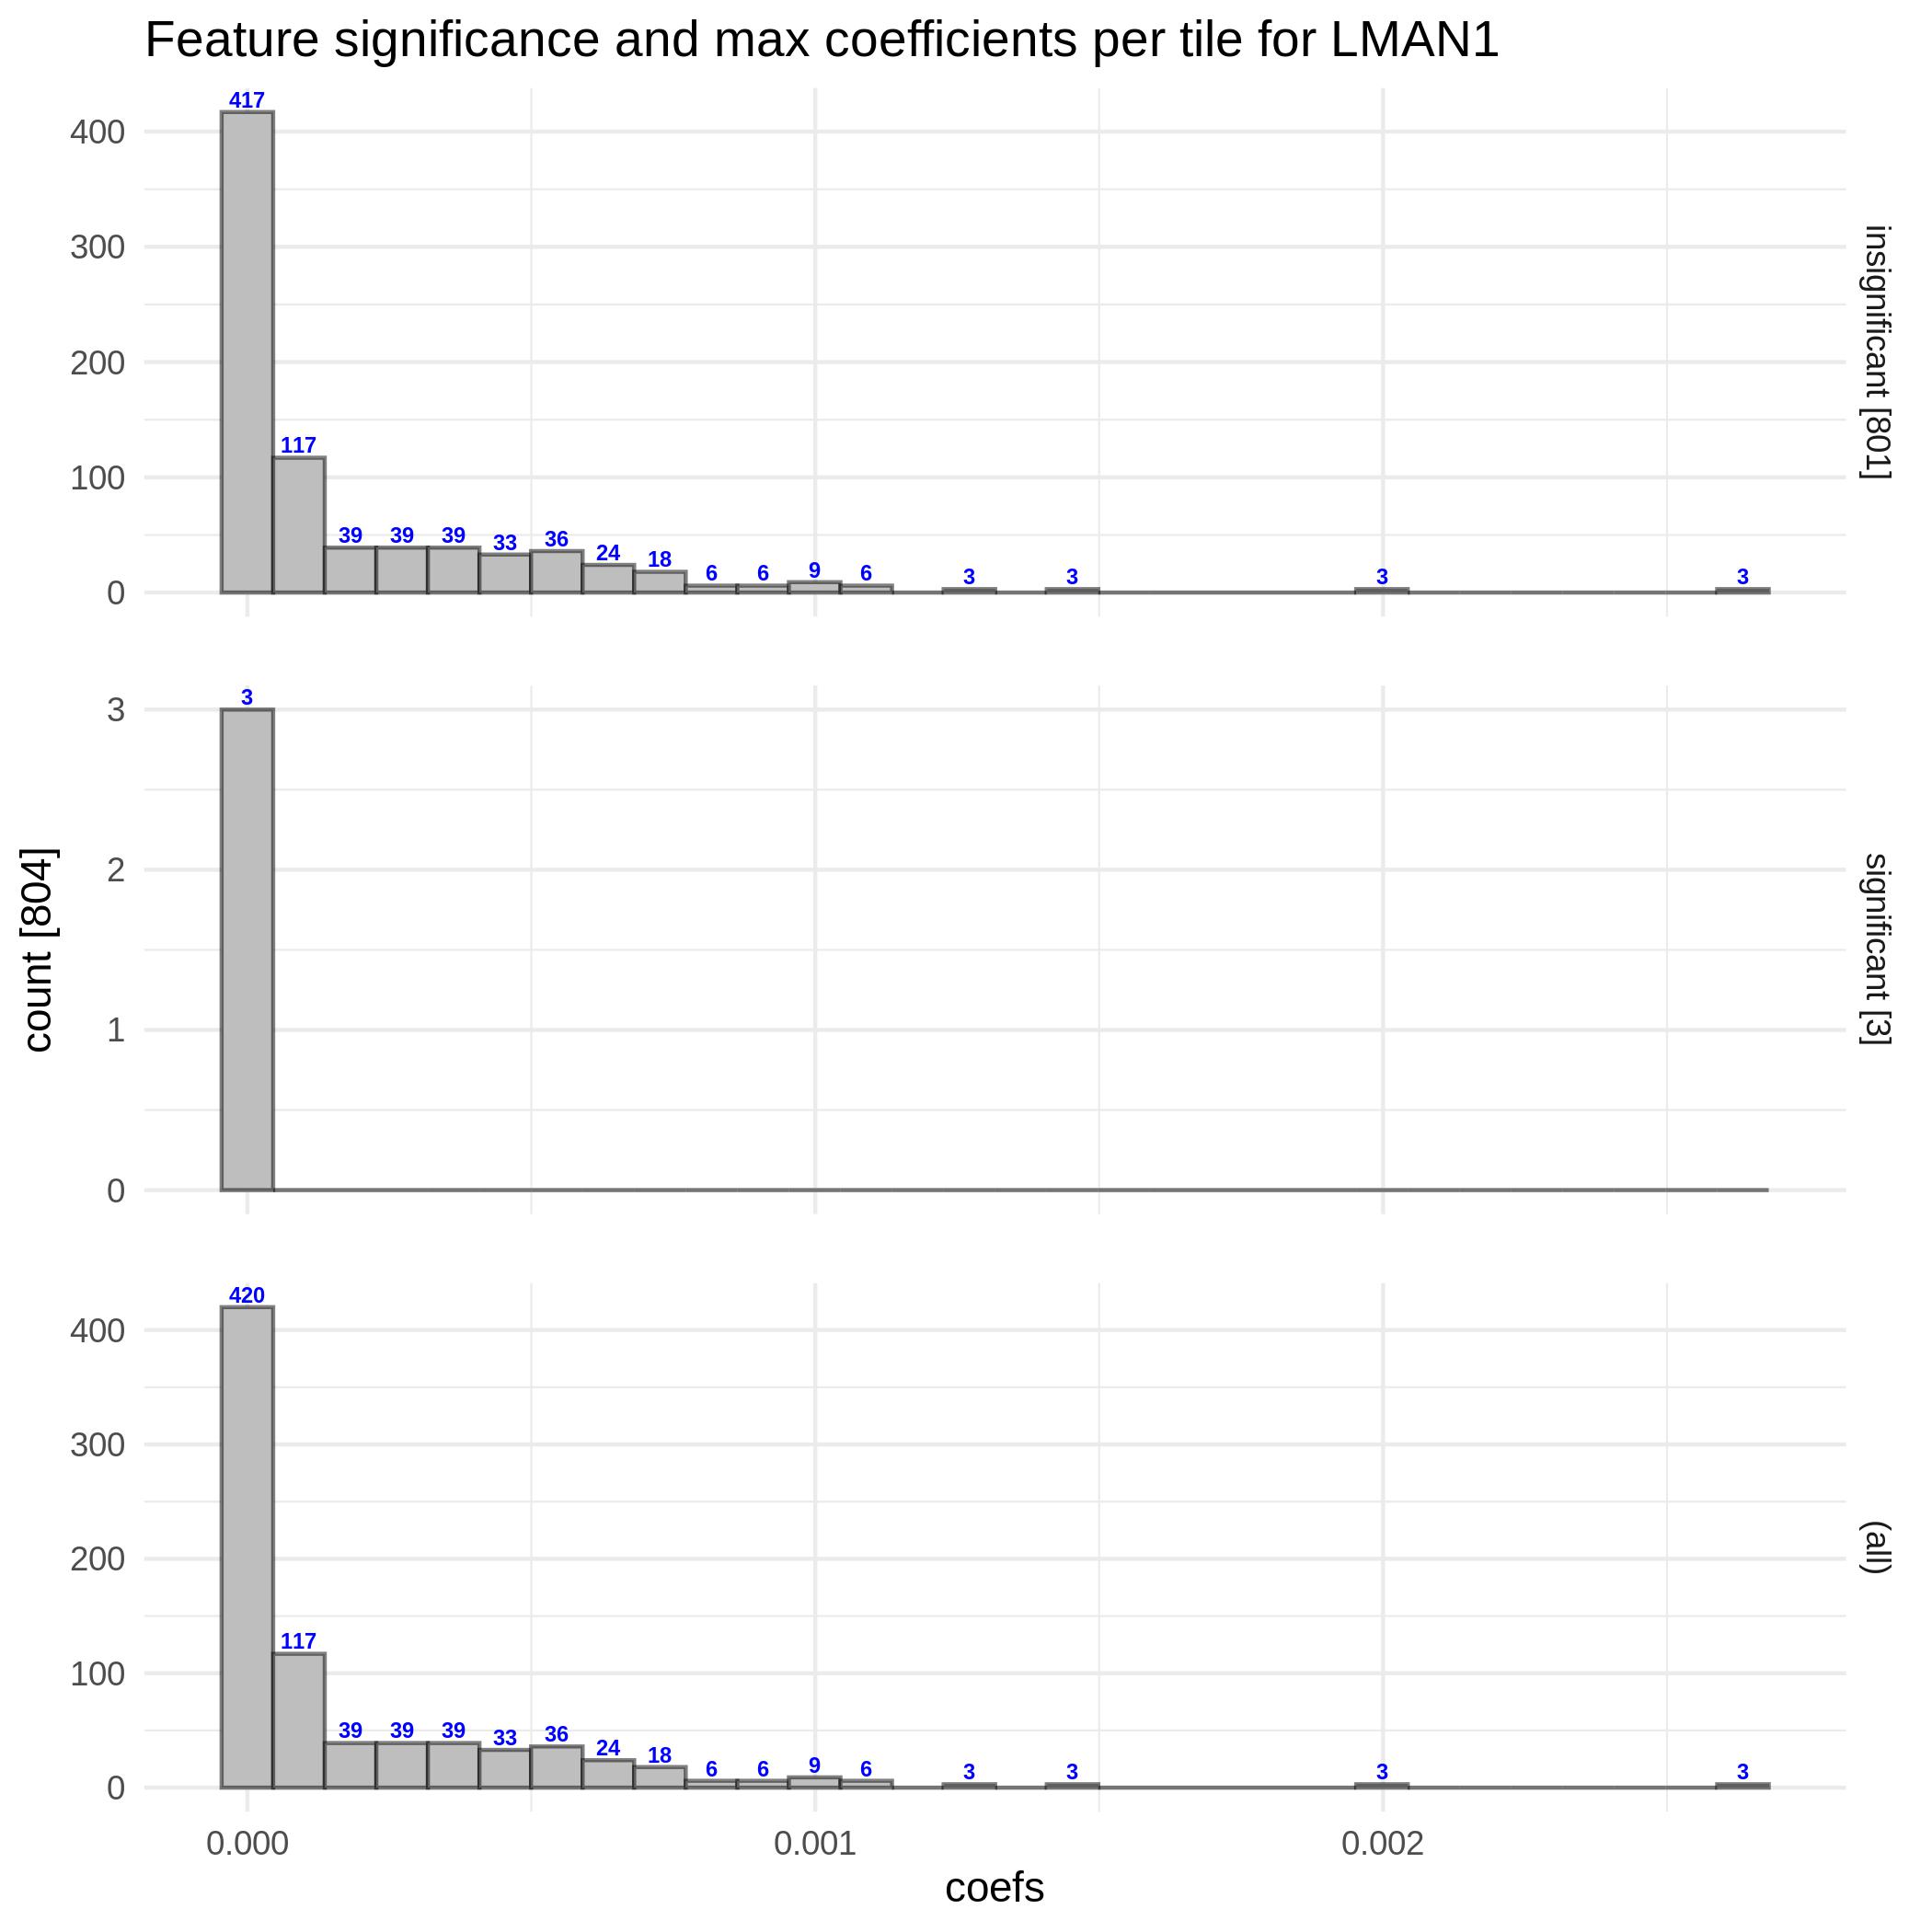 Feature significance and max coefficients per tile for LMAN1
417
400
300
200
117
100
39 39 39 33 36 24 18 6 6 9 6 3 3 3 3
0
insignificant [801]
3
3
2
1
0
significant [3]
count [804]
420
400
300
200
117
100
39 39 39 33 36 24 18 6 6 9 6 3 3 3 3
0
(all)
0.000 0.001 0.002
coefs